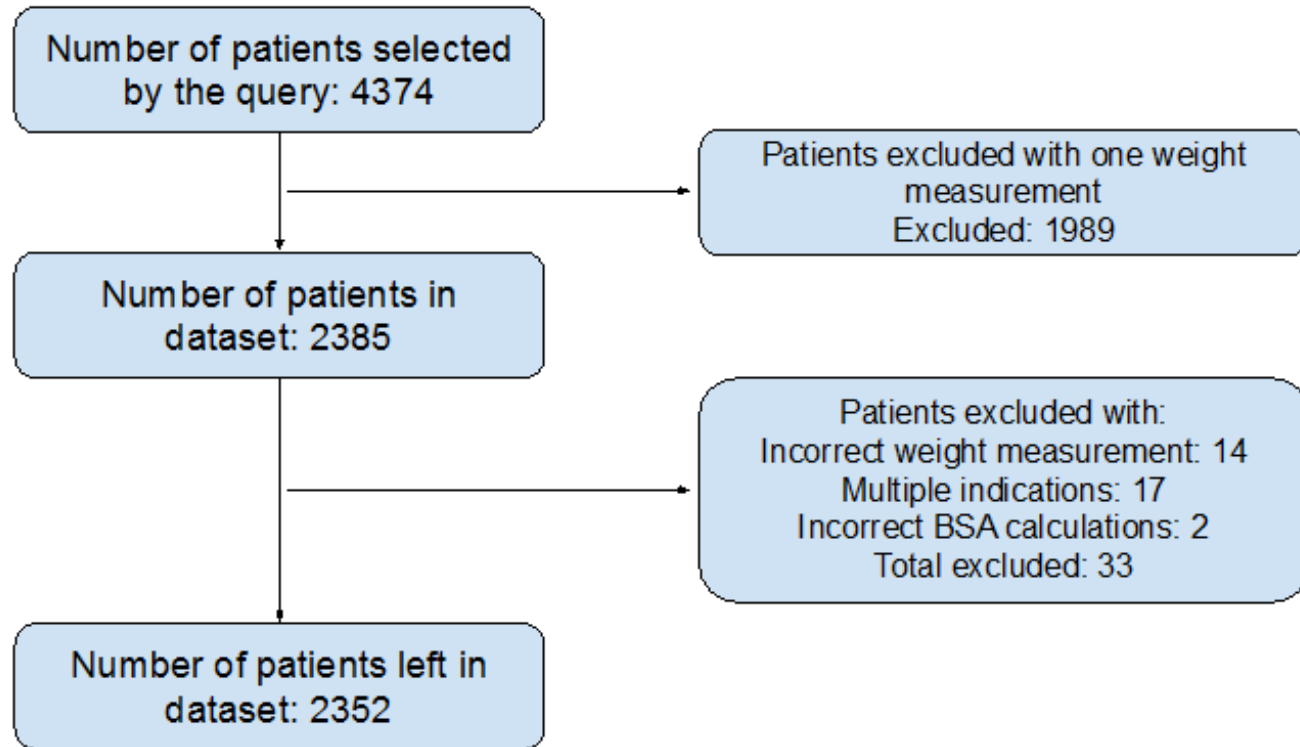 Number of patients selected
by the query: 4374
Patients excluded with one weight
measurement
Excluded: 1989
Number of patients in
dataset: 2385
Patients excluded with:
Incorrect weight measurement: 14
Multiple indications: 17
Incorrect BSA calculations: 2
Total excluded: 33
Number of patients left in
dataset: 2352